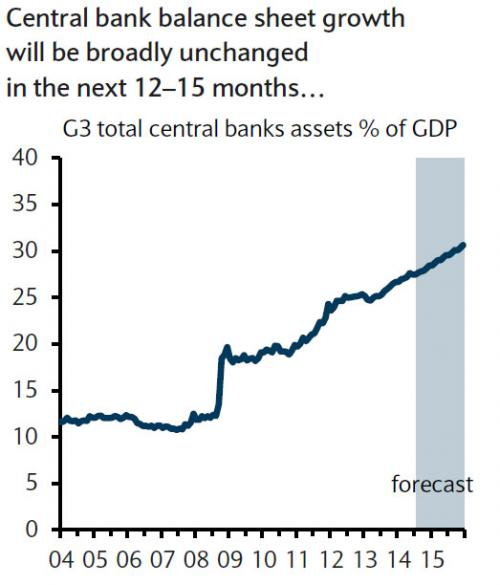 Central bank balance sheet growth
will be broadly unchanged
in the next 12–15 months…
G3 total central banks assets % of GDP
40
35
30
25
20
15
10
5
0
forecast
04 05 06 07 08 09 10 11 12 13 14 15